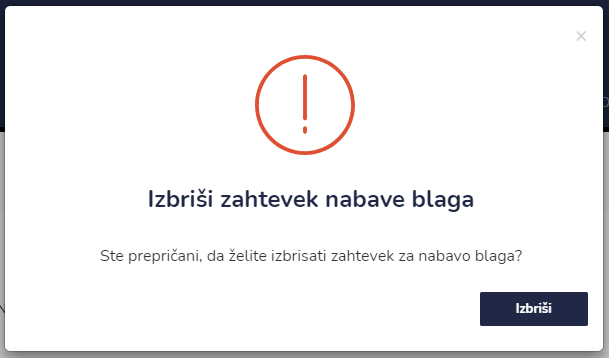 Izbriši zahtevek nabave blaga
Ste prepričani, da želite izbrisati zahtevek za nabavo blaga?
Izbriši